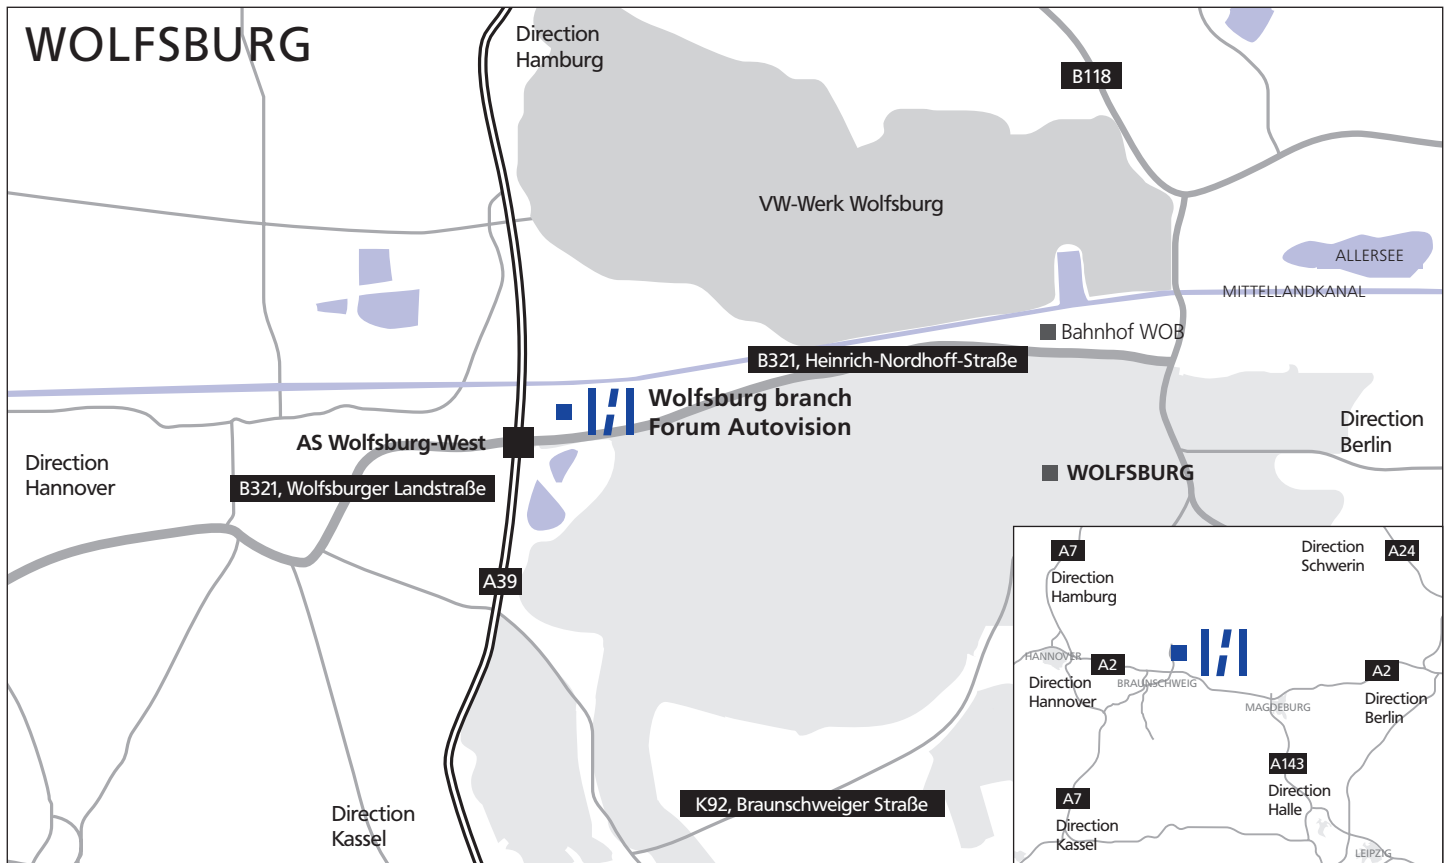 WOLFSBURG
Direction
Hamburg
B118
VW-Werk Wolfsburg
ALLERSEE
MITTELLANDKANAL
Bahnhof WOB
B321, Heinrich-Nordhoff-Straße
Wolfsburg branch
Forum Autovision
AS Wolfsburg-West
Direction
Berlin
Direction
Hannover
WOLFSBURG
B321, Wolfsburger Landstraße
A39
Direction
Kassel
K92, Braunschweiger Straße
A7
Direction
Hamburg
Direction
Schwerin
A24
HANNOVER
A2
Direction
Hannover
BRAUNSCHWEIG
MAGDEBURG
A2
Direction
Berlin
A143
Direction
Halle
A7
Direction
Kassel
LEIPZIG